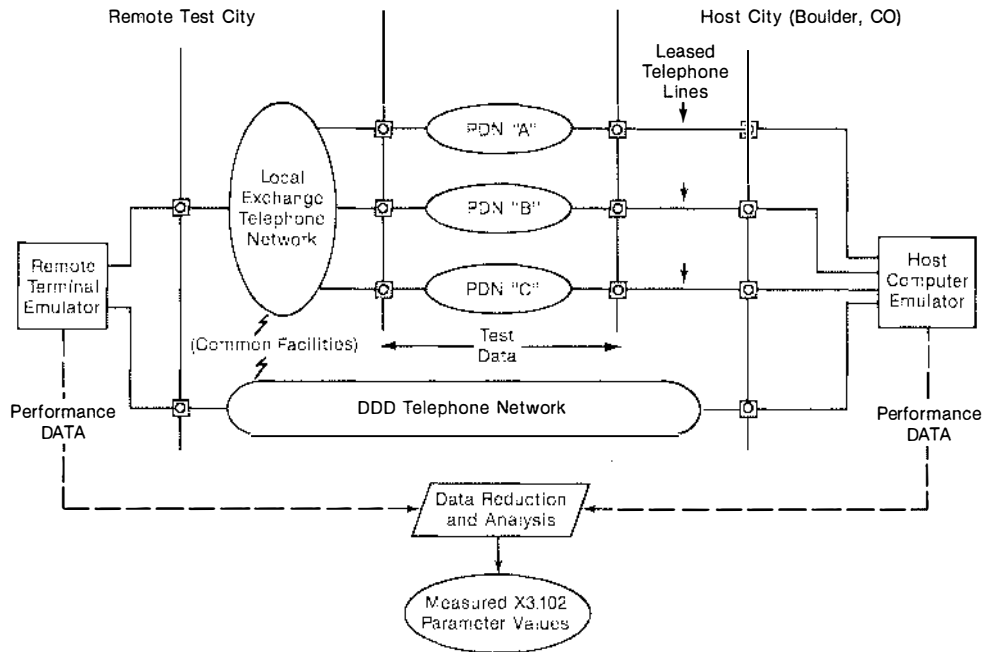 Remote Test City
Host City (Boulder, CO)
Leased
Telephone
Lines
PDN "A"
Local
Exchange
Telephone
Network
PDN "B"
Remote
Terminal
Emulator
Host
Computer
Emulator
PDN "C"
(Common Facilities)
Test
Data
DDD Telephone Network
Performance
DATA
Performance
DATA
Data Reduction
and Analysis
Measured X3.102
Parameter Values